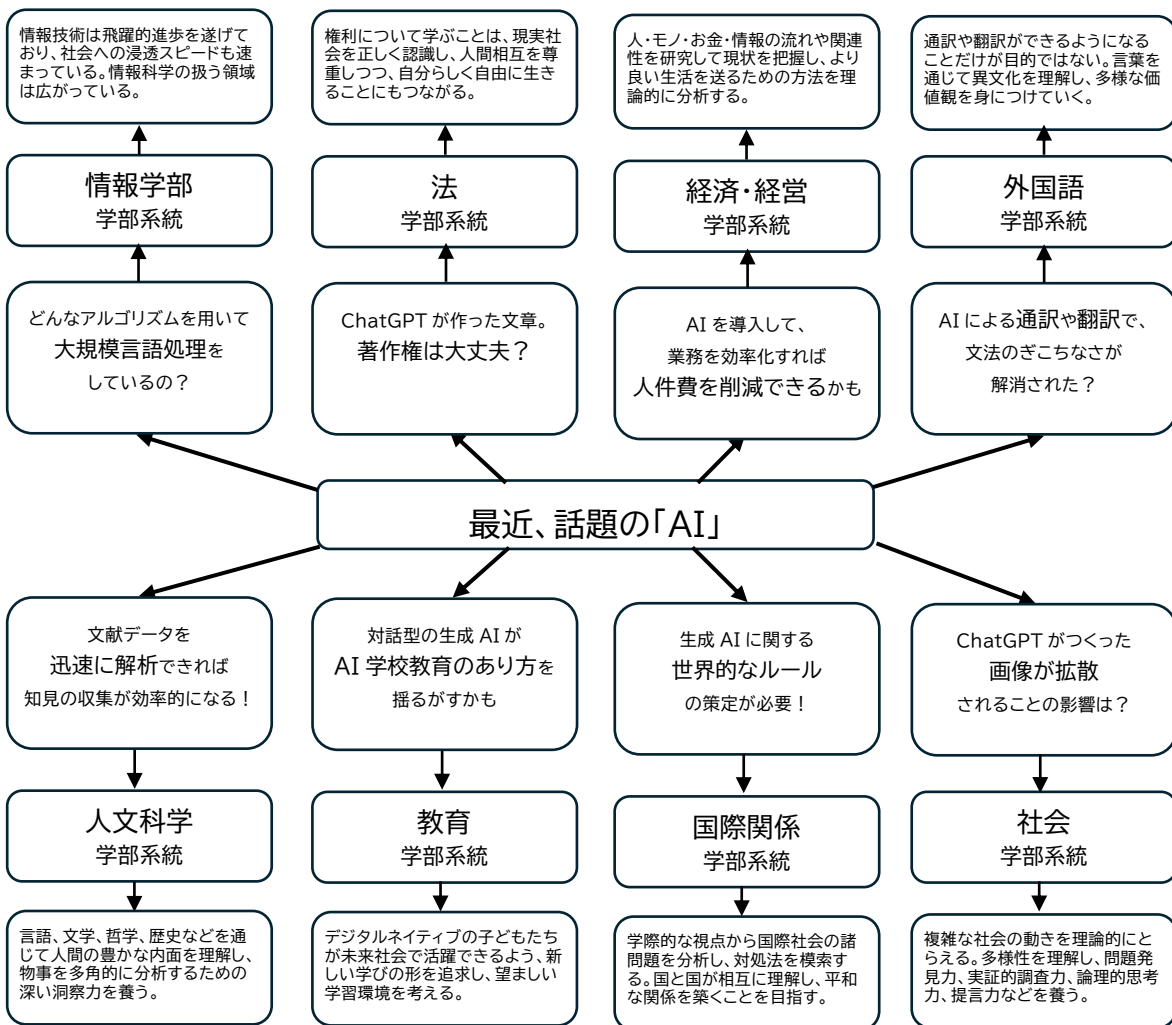 情報技術は飛躍的進歩を遂げて
おり、社会への浸透スピードも速
まっている。情報科学の扱う領域
は広がっている。
権利について学ぶことは、現実社
会を正しく認識し、人間相互を尊
重しつつ、自分らしく自由に生き
ることにもつながる。
人・モノ・お金・情報の流れや関連
性を研究して現状を把握し、より
良い生活を送るための方法を理
論的に分析する。
通訳や翻訳ができるようになる
ことだけが目的ではない。言葉を
通じて異文化を理解し、多様な価
値観を身につけていく。
情報学部
学部系統
法
学部系統
経済・経営
学部系統
外国語
学部系統
どんなアルゴリズムを用いて
大規模言語処理を
しているの？
ChatGPT が作った文章。
著作権は大丈夫？
AI を導入して、
業務を効率化すれば
人件費を削減できるかも
AI による通訳や翻訳で、
文法のぎこちなさが
解消された？
最近、話題の「AI」
文献データを
迅速に解析できれば
知見の収集が効率的になる！
対話型の生成 AI が
AI 学校教育のあり方を
揺るがすかも
生成 AI に関する
世界的なルール
の策定が必要！
ChatGPT がつくった
画像が拡散
されることの影響は？
人文科学
学部系統
教育
学部系統
国際関係
学部系統
社会
学部系統
言語、文学、哲学、歴史などを通
じて人間の豊かな内面を理解し、
物事を多角的に分析するための
深い洞察力を養う。
デジタルネイティブの子どもたち
が未来社会で活躍できるよう、新
しい学びの形を追求し、望ましい
学習環境を考える。
学際的な視点から国際社会の諸
問題を分析し、対処法を模索す
る。国と国が相互に理解し、平和
な関係を築くことを目指す。
複雑な社会の動きを理論的にと
らえる。多様性を理解し、問題発
見力、実証的調査力、論理的思考
力、提言力などを養う。